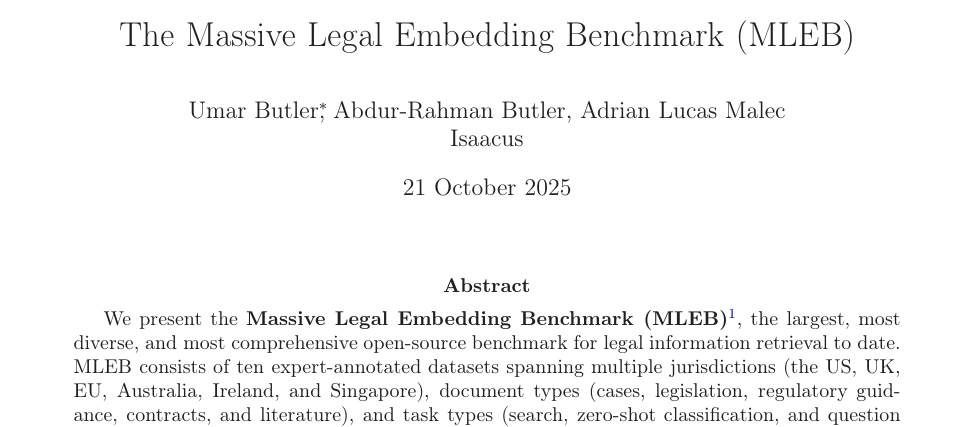 The Massive Legal Embedding Benchmark (MLEB)
Umar Butler*, Abdur-Rahman Butler, Adrian Lucas Malec
Isaacus
21 October 2025
Abstract
We present the Massive Legal Embedding Benchmark (MLEB)1, the largest, most
diverse, and most comprehensive open-source benchmark for legal information retrieval to date.
MLEB consists of ten expert-annotated datasets spanning multiple jurisdictions (the US, UK,
EU, Australia, Ireland, and Singapore), document types (cases, legislation, regulatory guid-
ance, contracts, and literature), and task types (search, zero-shot classification, and question